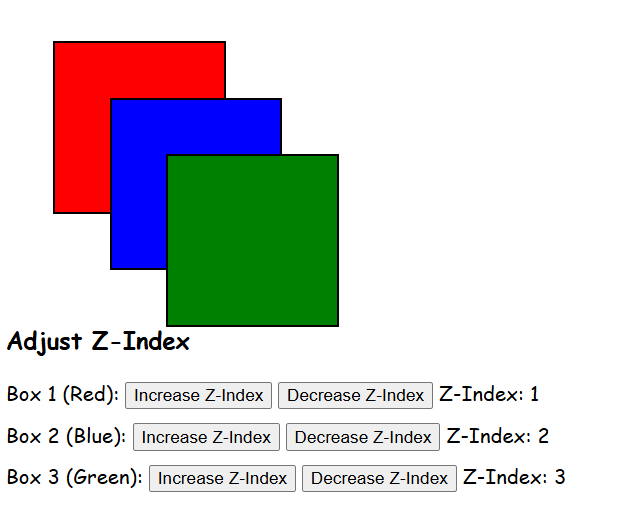 Adjust Z-Index
Box 1 (Red): Increase Z-Index Decrease Z-Index Z-Index: 1
Box 2 (Blue): Increase Z-Index Decrease Z-Index Z-Index: 2
Box 3 (Green): Increase Z-Index Decrease Z-Index Z-Index: 3